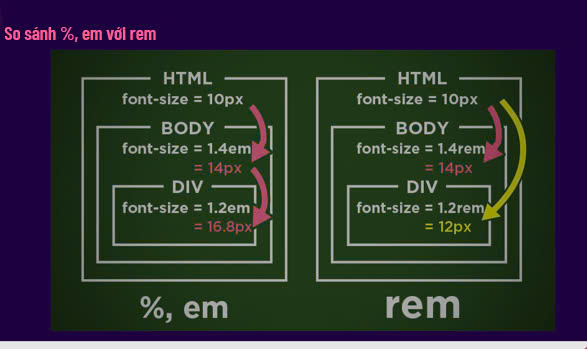 So sánh %, em với rem
HTML
font-size = 10px
BODY
font-size = 1.4em
= 14px
DIV
font-size = 1.2em
= 16.8px
%, em
HTML
font-size = 10px
BODY
font-size = 1.4rem
= 14px
DIV
font-size = 1.2rem
= 12px
rem